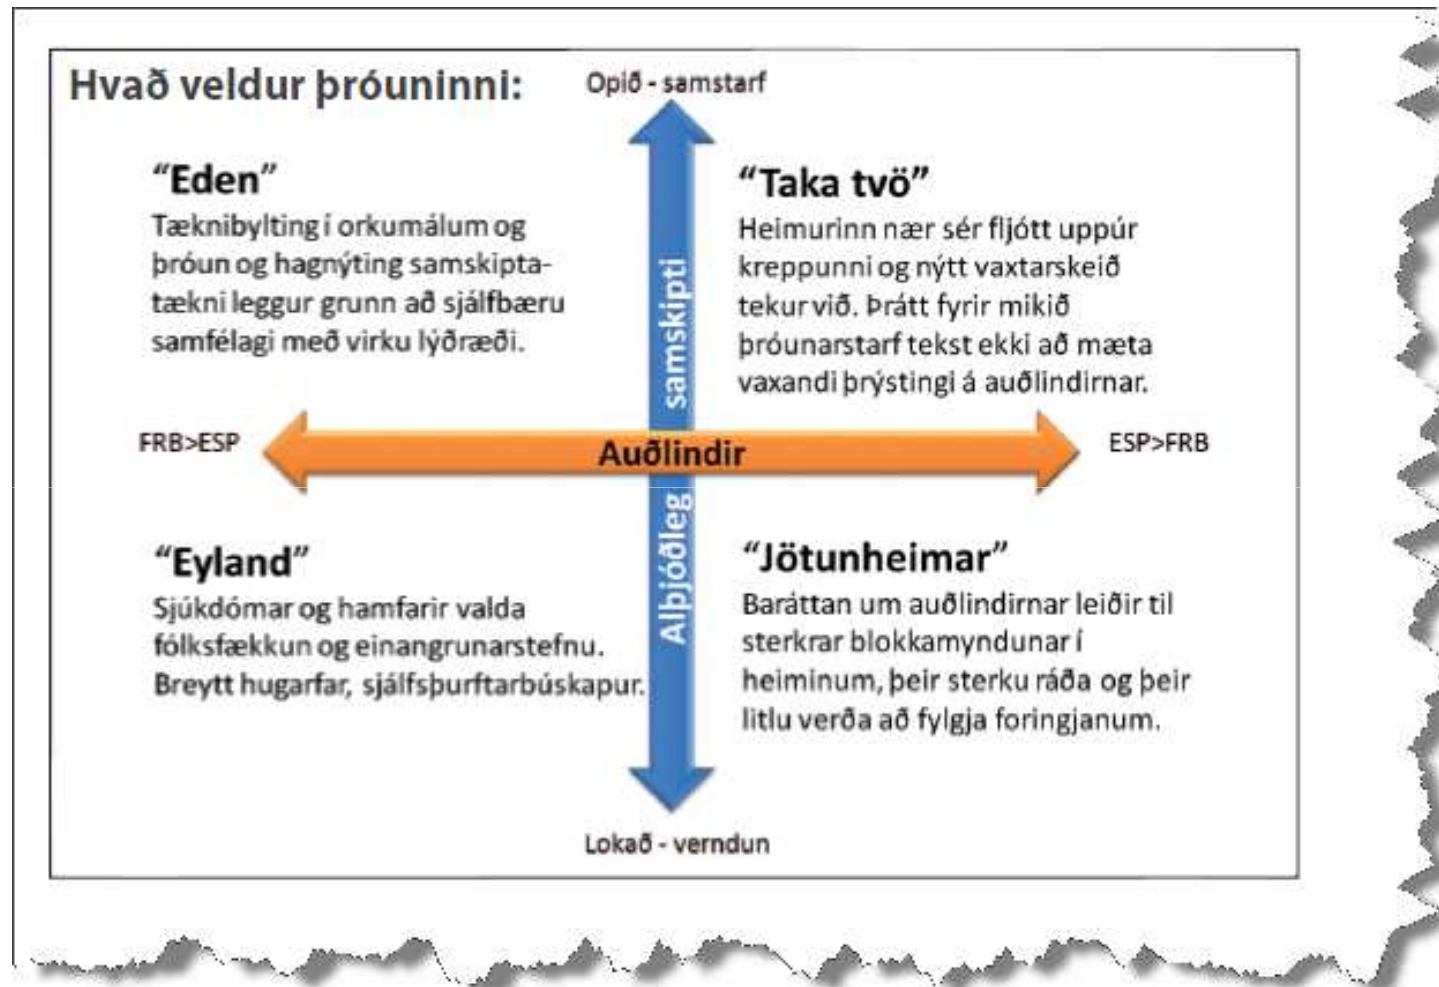 Hvað veldur þróuninni:
Opið - samstarf
“Eden”
Tæknibylting í orkumálum og
þróun og hagnýting samskipta-
tækni leggur grunn að sjálfbæru
samfélagi með virku lýðræði.
“Taka tvö”
Heimurinn nær sér fljótt uppúr
kreppunni og nýtt vaxtarskeið
tekur við. Þrátt fyrir mikið
þróunarstarf tekst ekki að mæta
vaxandi þrýstingi á auðlindirnar.
FRB>ESP
Auðlindir
ESP>FRB
Alþjóðleg samskipti
“Eyland”
Sjúkdómar og hamfarir valda
fólksfækkun og einangrunarstefnu.
Breytt hugarfar, sjálfsþurftarbúskapur.
“Jötunheimar”
Baráttan um auðlindirnar leiðir til
sterkrar blokkamyndunar í
heiminum, þeir sterku ráða og þeir
litlu verða að fylgja foringjanum.
Lokað - verndun